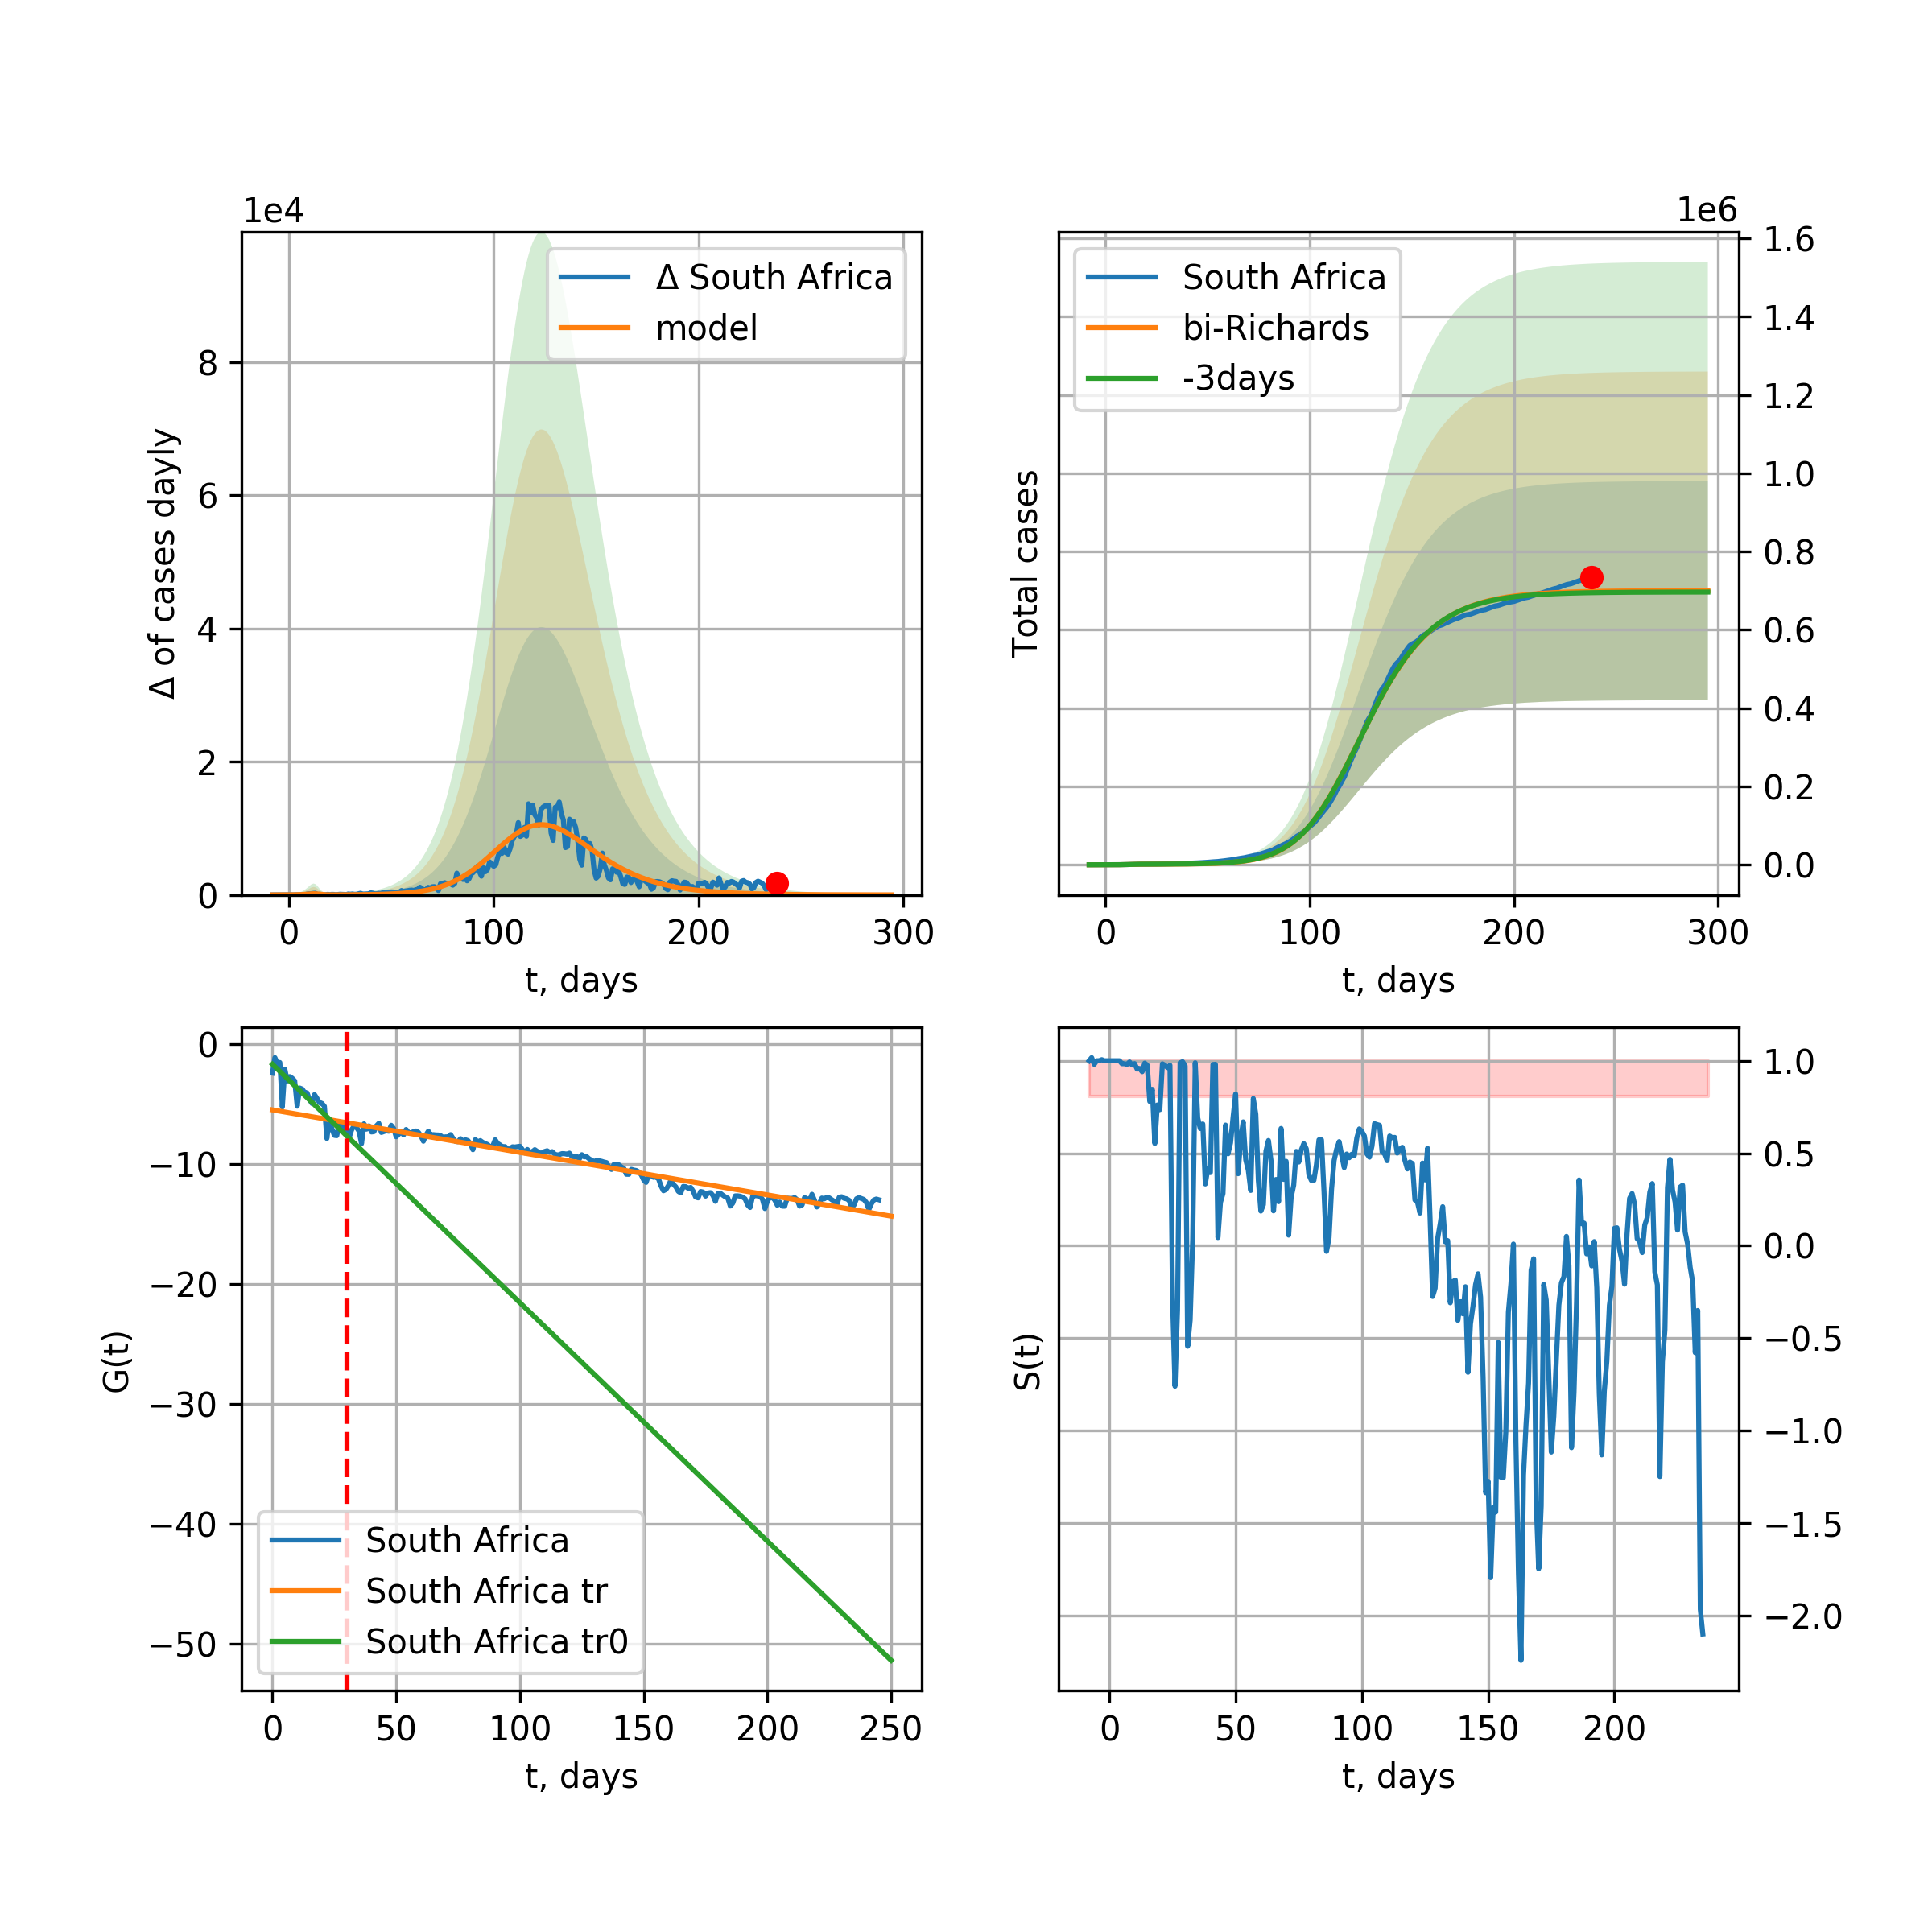 1e4
Δ of cases dayly
8
6
4
2
0
Δ South Africa
model
0 100 200 300
t, days
1e6
Total cases
South Africa
bi-Richards
-3days
1.6
1.4
1.2
1.0
0.8
0.6
0.4
0.2
0.0
0 100 200 300
t, days
G(t)
0
−10
−20
−30
−40
−50
South Africa
South Africa tr
South Africa tr0
0 50 100 150 200 250
t, days
S(t)
1.0
0.5
0.0
−0.5
−1.0
−1.5
−2.0
0 50 100 150 200
t, days